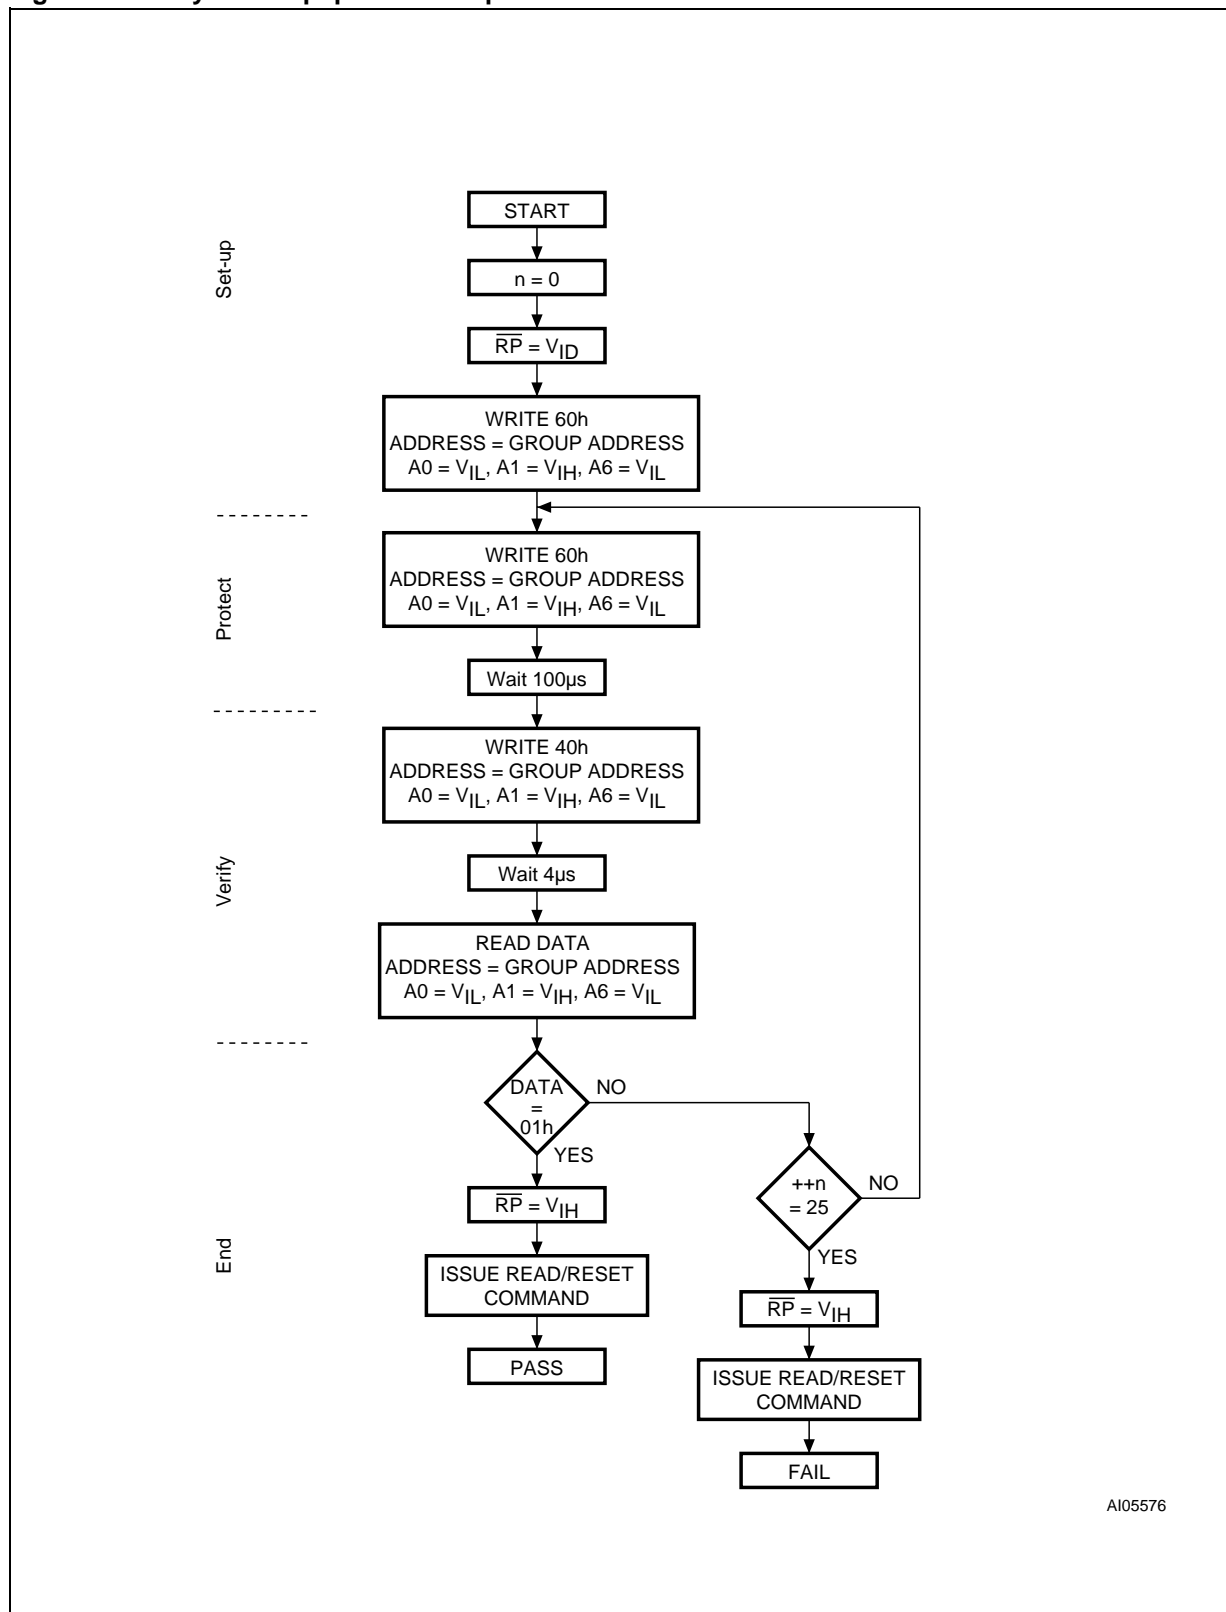 Set-up
START
n = 0
RP = VID
WRITE 60h
ADDRESS = GROUP ADDRESS
A0 = VIL, A1 = VIH, A6 = VIL
Protect
WRITE 60h
ADDRESS = GROUP ADDRESS
A0 = VIL, A1 = VIH, A6 = VIL
Wait 100µs
Verify
WRITE 40h
ADDRESS = GROUP ADDRESS
A0 = VIL, A1 = VIH, A6 = VIL
Wait 4µs
READ DATA
ADDRESS = GROUP ADDRESS
A0 = VIL, A1 = VIH, A6 = VIL
End
DATA
=
01h
NO
YES
RP = VIH
ISSUE READ/RESET
COMMAND
PASS
++n
= 25
NO
YES
RP = VIH
ISSUE READ/RESET
COMMAND
FAIL
AI05576